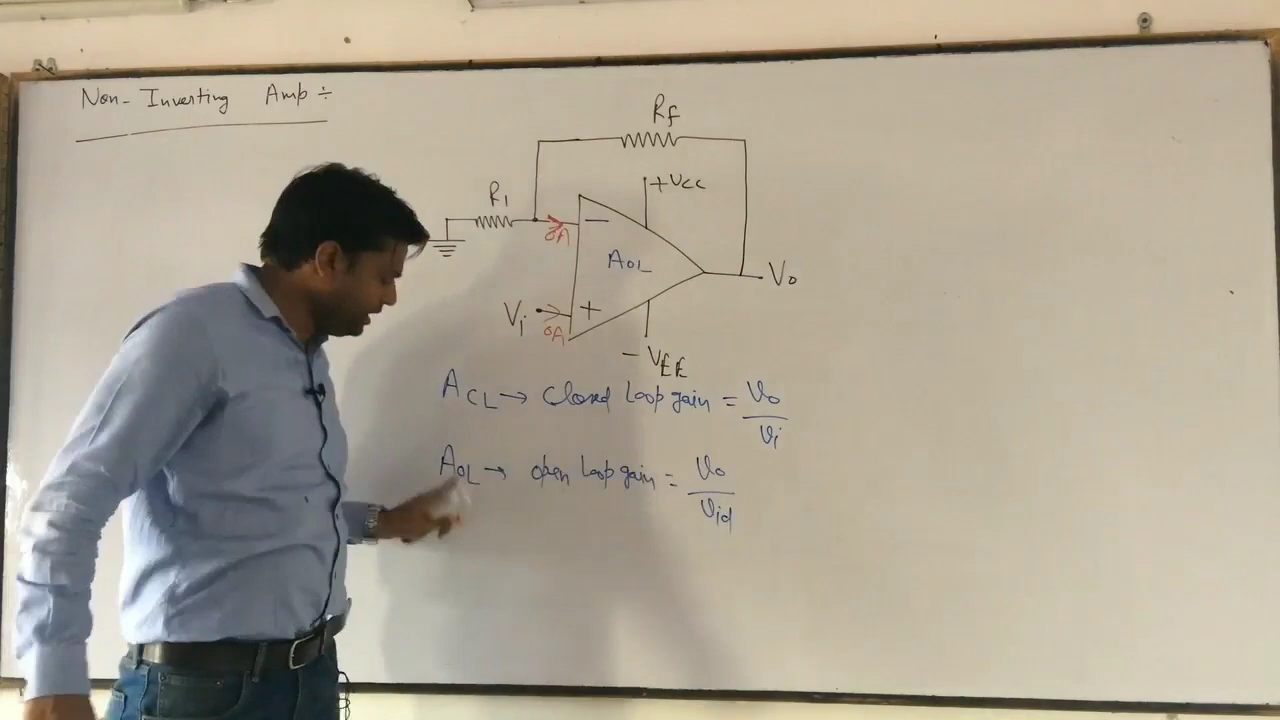 Non-Inverting Amp ÷
Rf
+VCC
R1
0A
−
AOL
Vo
Vi
0A
+
− VEE
ACL → Closed Loop gain = Vo/Vi
AOL → open loop gain = Vo/Vid